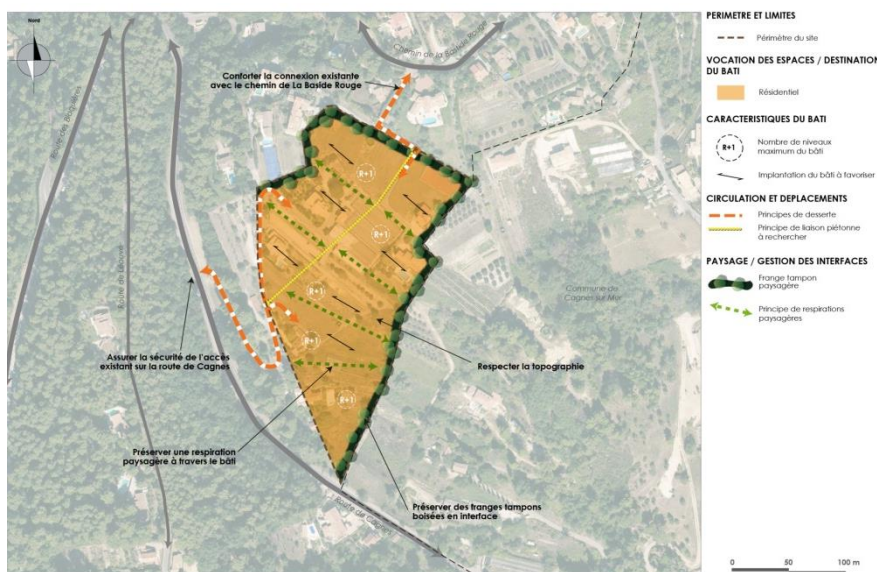 Nord
Chemin de la Bastide Rouge
Conforter la connexion existante
avec le chemin de La Baside Rouge
R+1
R+1
R+1
R+1
R+1
Commune de
Cagnes sur Mer
Assurer la sécurité de l'accès
existant sur la route de Cagnes
Respecter la topographie
Préserver une respiration
paysagère à travers le bâti
Préserver des franges tampons
boisées en interface
Route de Cagnes
PERIMETRE ET LIMITES
Périmètre du site
VOCATION DES ESPACES / DESTINATION
DU BATI
Résidentiel
CARACTERISTIQUES DU BATI
R+1
Nombre de niveaux
maximum du bâti
Implantation du bâti à favoriser
CIRCULATION ET DEPLACEMENTS
Principes de desserte
Principe de liaison piétonne
à rechercher
PAYSAGE / GESTION DES INTERFACES
Frange tampon
paysagère
Principe de respirations
paysagères
0 50 100 m